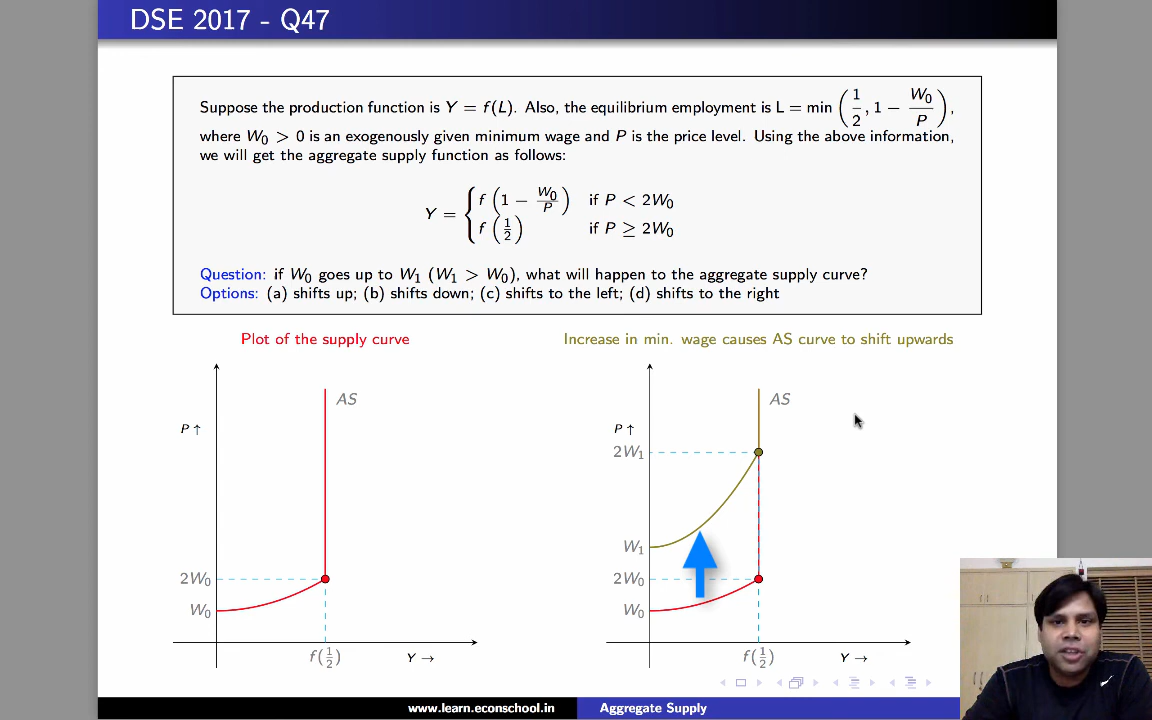 DSE 2017 - Q47
Suppose the production function is Y = f(L). Also, the equilibrium employment is L = min (1/2, 1 − W₀/P),
where W₀ > 0 is an exogenously given minimum wage and P is the price level. Using the above information,
we will get the aggregate supply function as follows:
Y = { f (1 − W₀/P) if P < 2W₀
f (1/2) if P ≥ 2W₀
Question: if W₀ goes up to W₁ (W₁ > W₀), what will happen to the aggregate supply curve?
Options: (a) shifts up; (b) shifts down; (c) shifts to the left; (d) shifts to the right
Plot of the supply curve
AS
P ↑
2W₀
W₀
f(1/2)
Y →
Increase in min. wage causes AS curve to shift upwards
AS
P ↑
2W₁
W₁
2W₀
W₀
f(1/2)
Y →
www.learn.econschool.in
Aggregate Supply